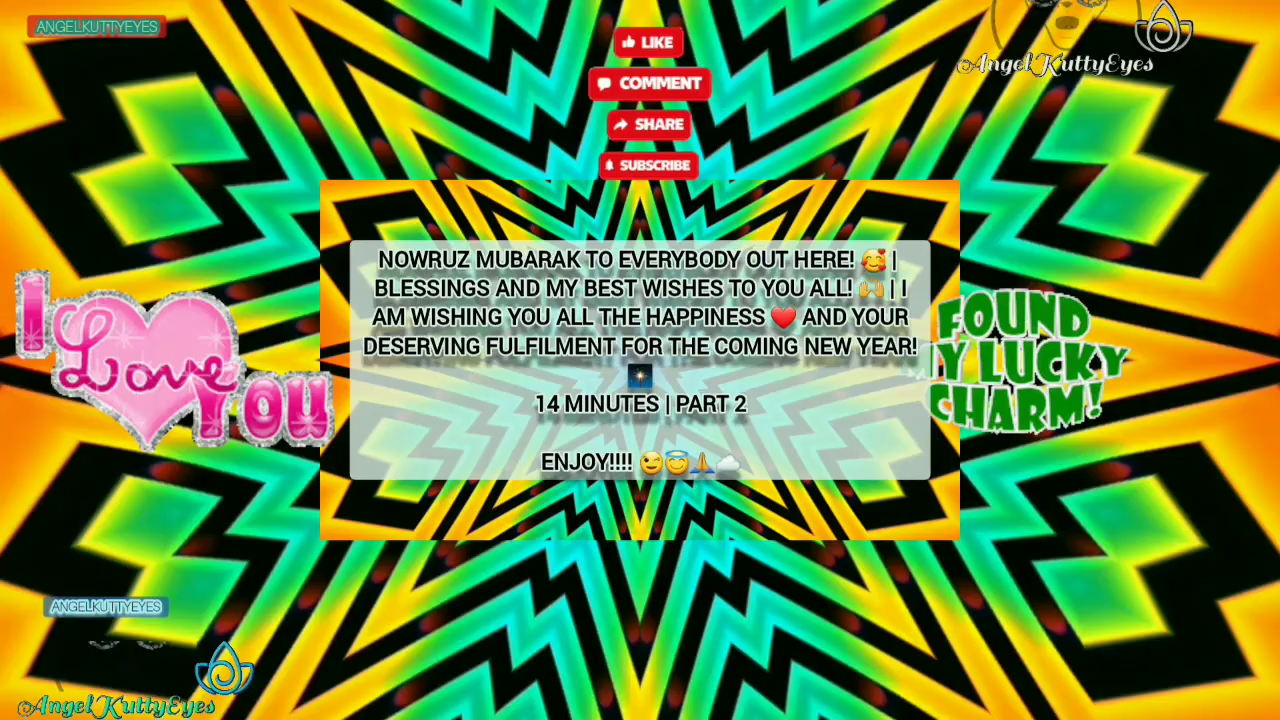 ANGELKUTTYEYES
LIKE
COMMENT
SHARE
SUBSCRIBE
AngelKuttyEyes
NOWRUZ MUBARAK TO EVERYBODY OUT HERE! 🥰 |
BLESSINGS AND MY BEST WISHES TO YOU ALL! 🙌 | I
AM WISHING YOU ALL THE HAPPINESS ❤️ AND YOUR
DESERVING FULFILMENT FOR THE COMING NEW YEAR!
🎇
14 MINUTES | PART 2
ENJOY!!!! 😉😇🙏☁️
I
Love
You
FOUND
MY LUCKY
CHARM!
ANGELKUTTYEYES
AngelKuttyEyes